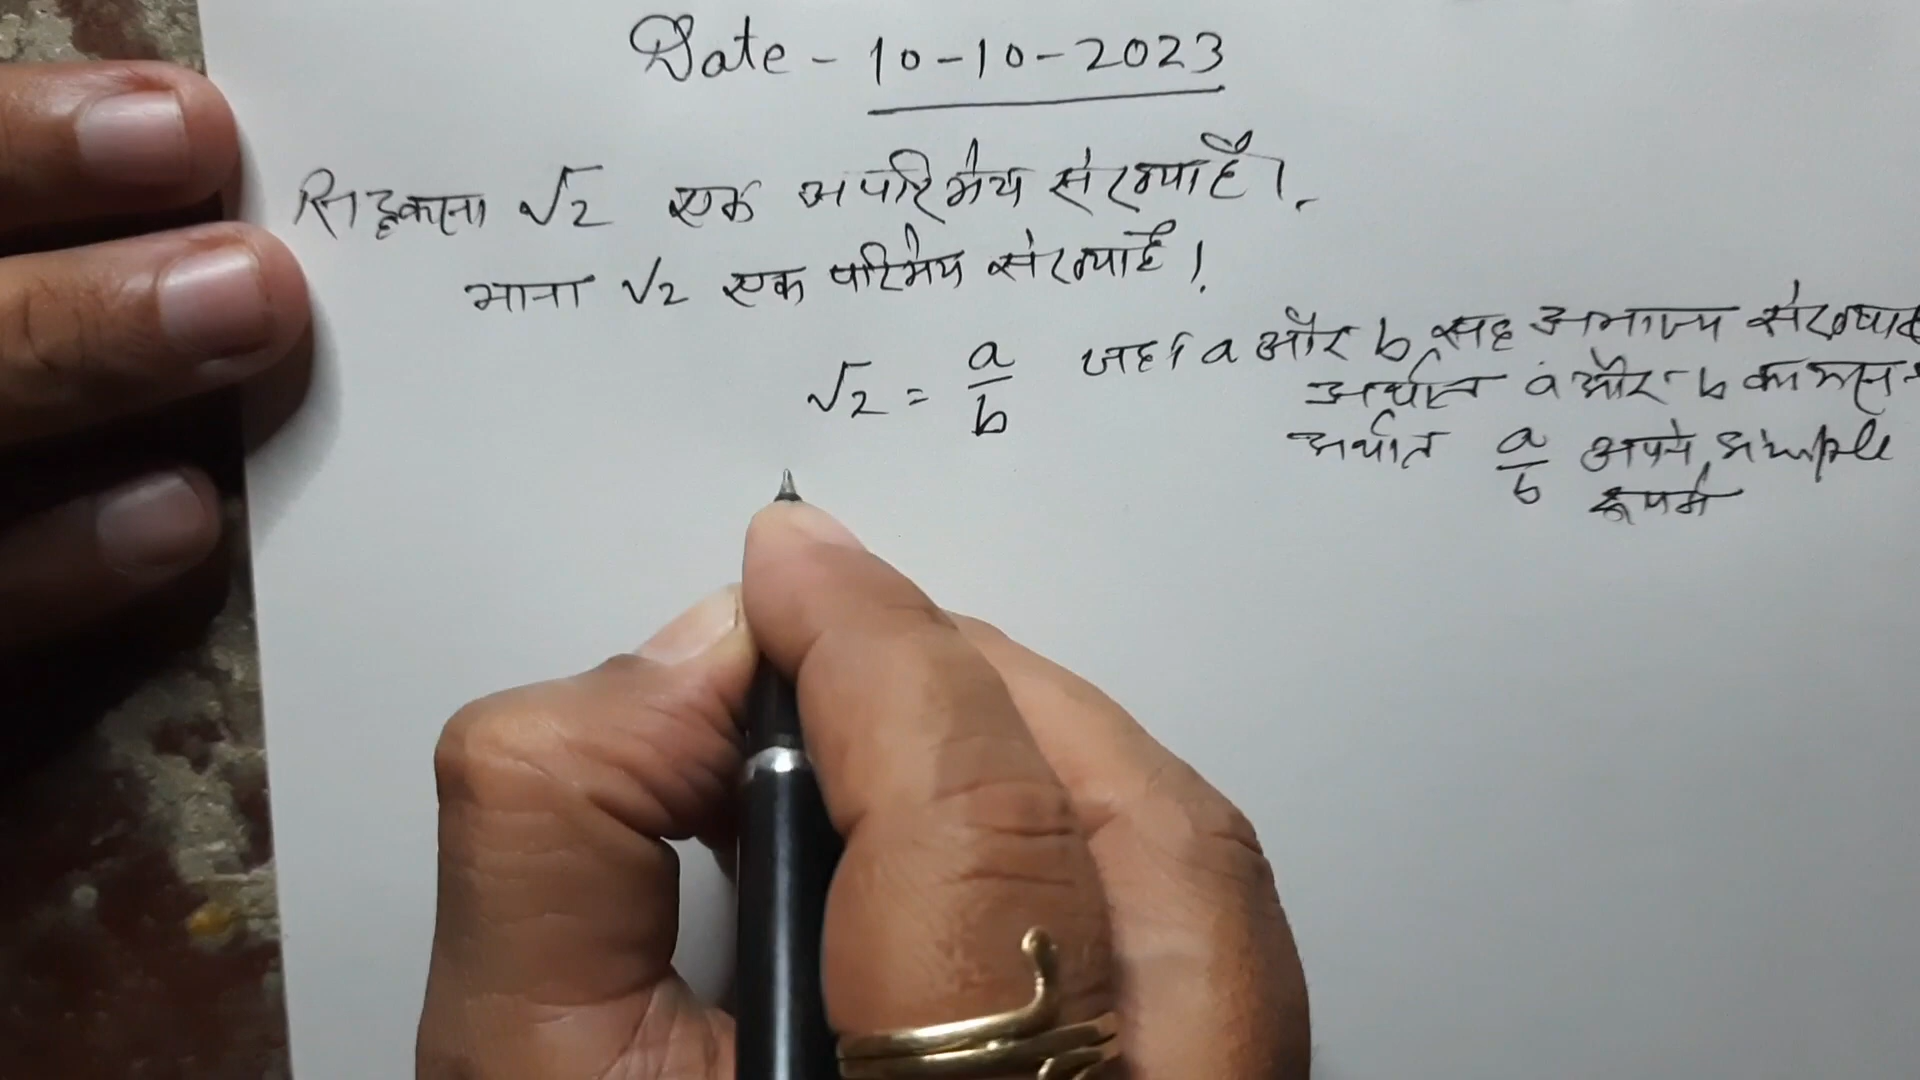 Date - 10-10-2023
सिद्ध करना √2 एक अपरिमेय संख्या है।
माना √2 एक परिमेय संख्या है।
√2 = a/b जहाँ a और b सह अभाज्य संख्या
अर्थात a और b का
अर्थात a/b अपने simple
रूप में